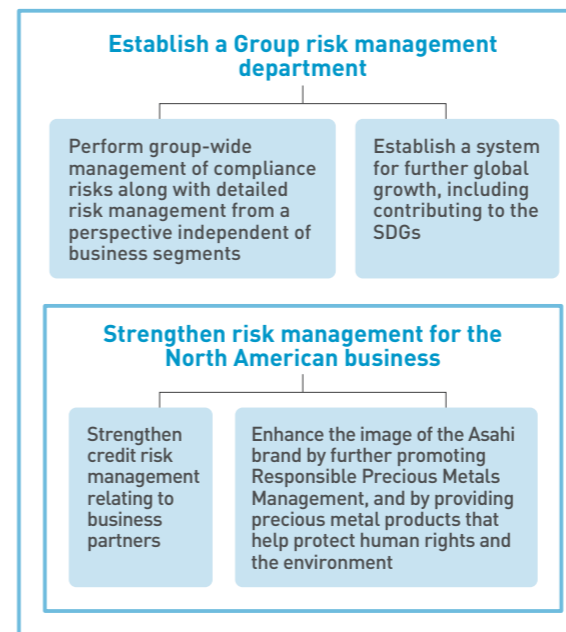 Establish a Group risk management
department
Perform group-wide
management of compliance
risks along with detailed
risk management from a
perspective independent of
business segments
Establish a system
for further global
growth, including
contributing to the
SDGs
Strengthen risk management for the
North American business
Strengthen
credit risk
management
relating to
business
partners
Enhance the image of the Asahi
brand by further promoting
Responsible Precious Metals
Management, and by providing
precious metal products that
help protect human rights and
the environment